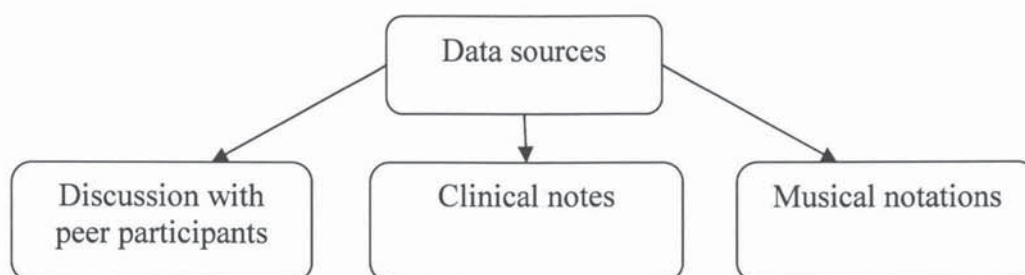 Data sources
Discussion with
peer participants
Clinical notes
Musical notations